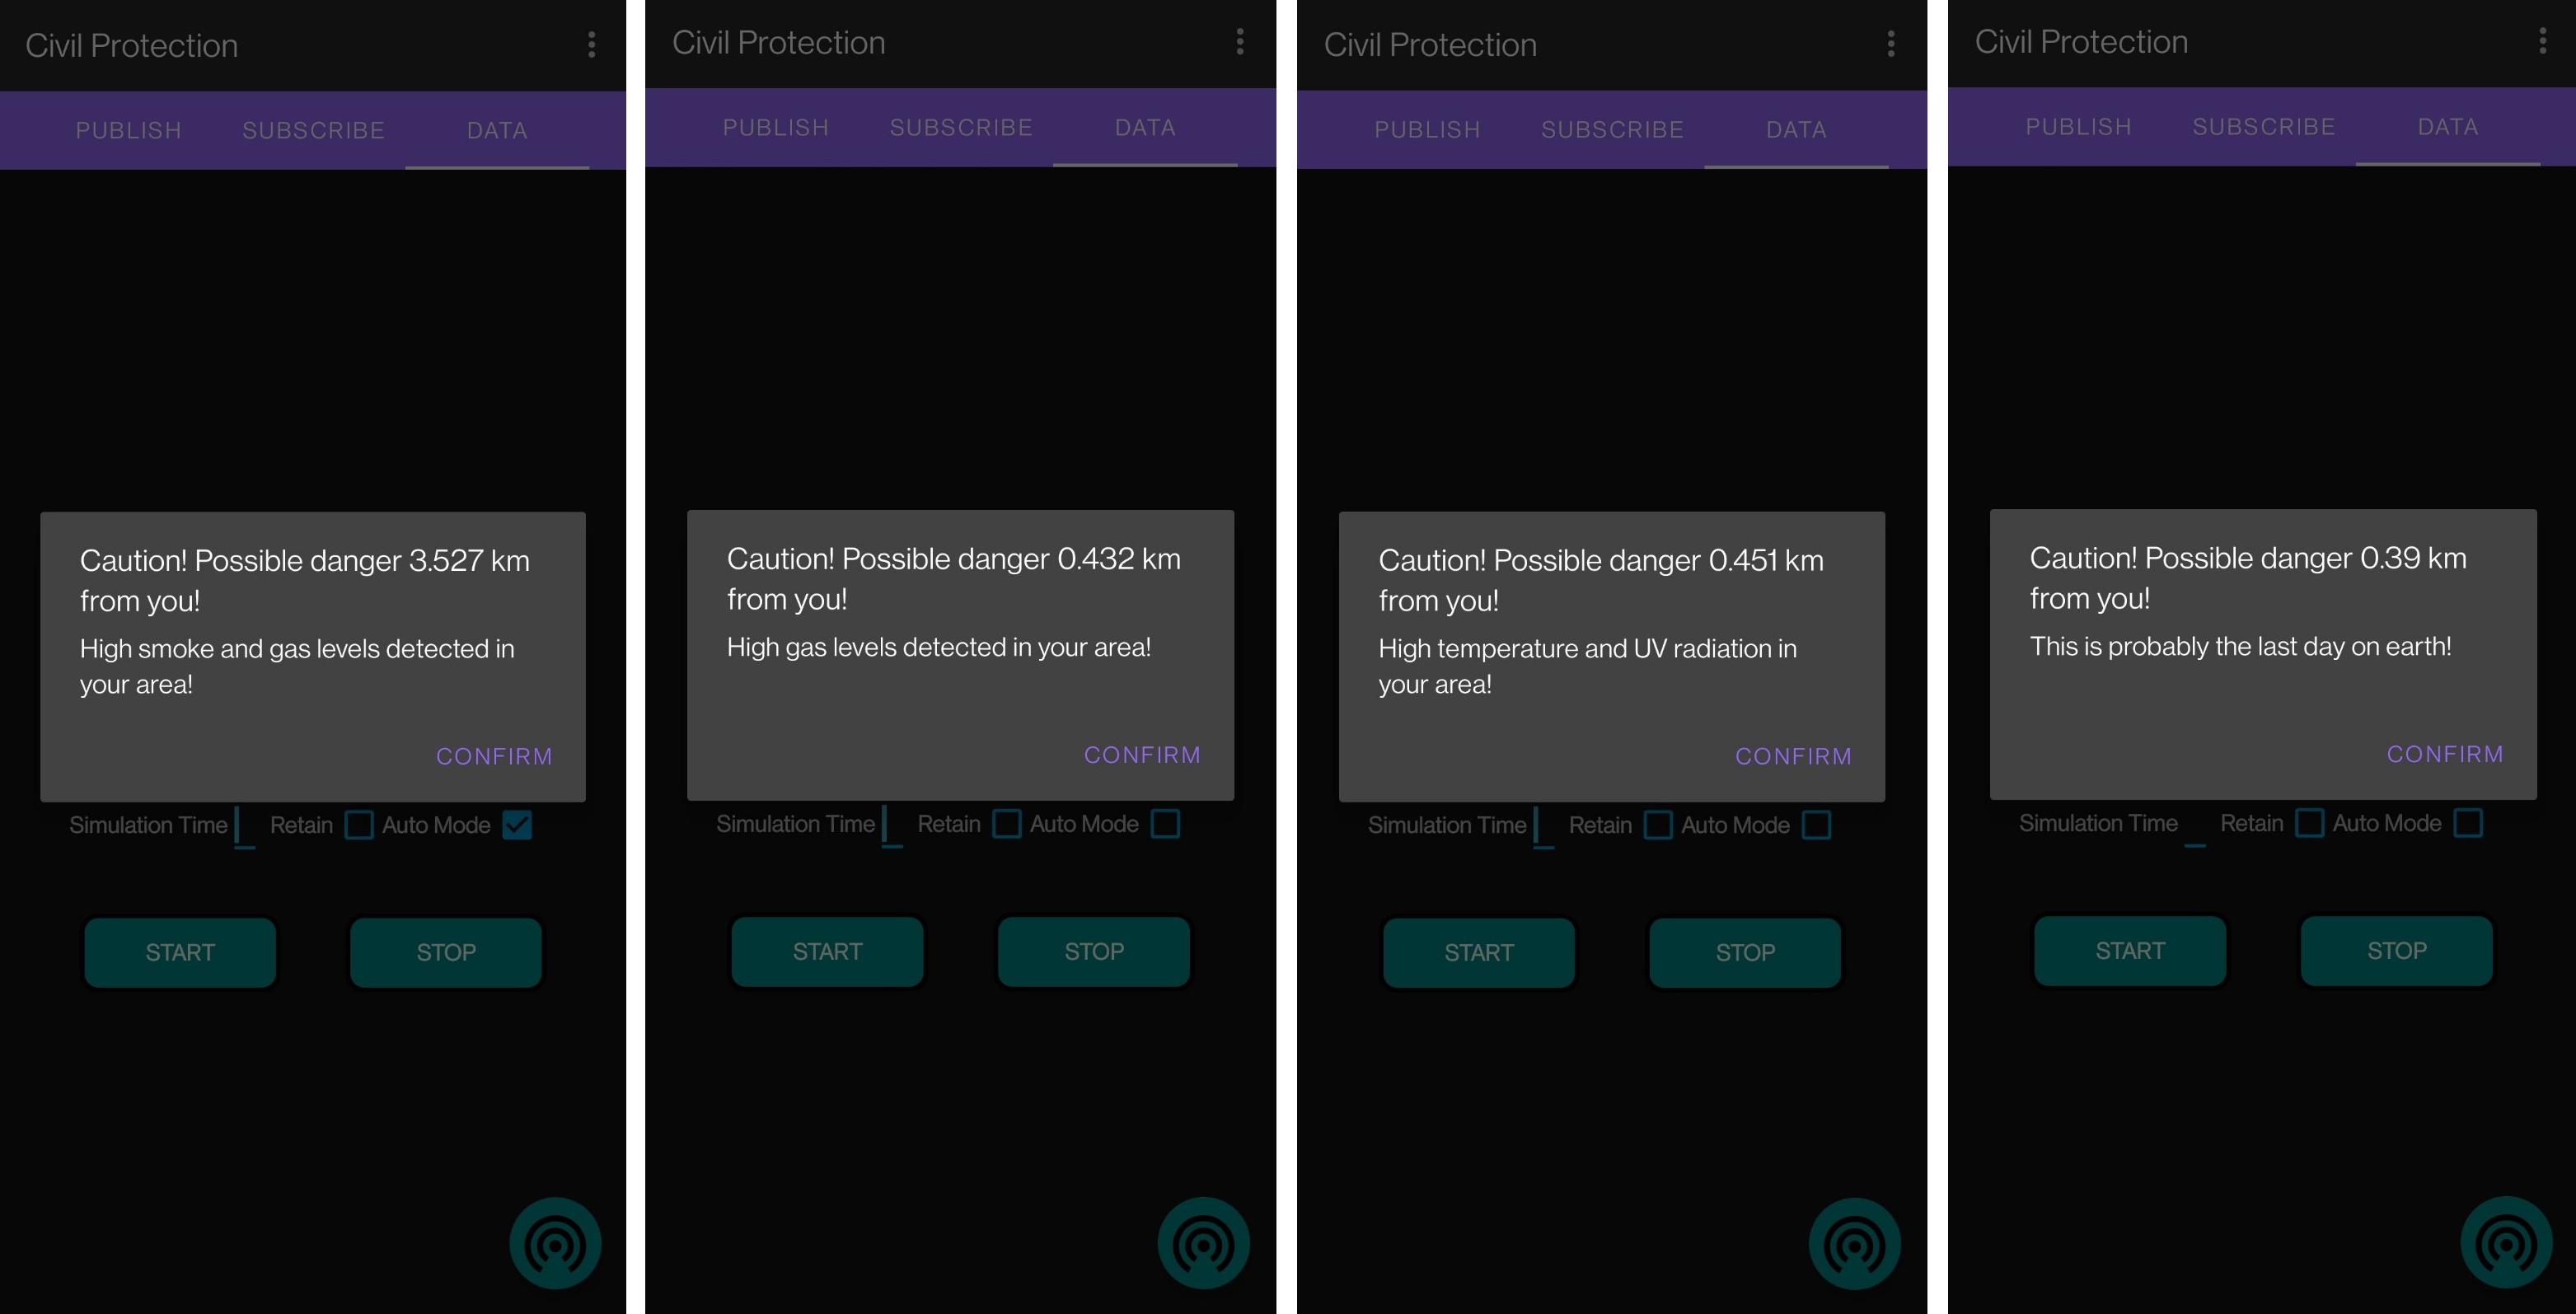 Civil Protection
PUBLISH SUBSCRIBE DATA
Caution! Possible danger 3.527 km
from you!
High smoke and gas levels detected in
your area!
CONFIRM
Simulation Time Retain Auto Mode
START STOP
Civil Protection
PUBLISH SUBSCRIBE DATA
Caution! Possible danger 0.432 km
from you!
High gas levels detected in your area!
CONFIRM
Simulation Time Retain Auto Mode
START STOP
Civil Protection
PUBLISH SUBSCRIBE DATA
Caution! Possible danger 0.451 km
from you!
High temperature and UV radiation in
your area!
CONFIRM
Simulation Time Retain Auto Mode
START STOP
Civil Protection
PUBLISH SUBSCRIBE DATA
Caution! Possible danger 0.39 km
from you!
This is probably the last day on earth!
CONFIRM
Simulation Time Retain Auto Mode
START STOP